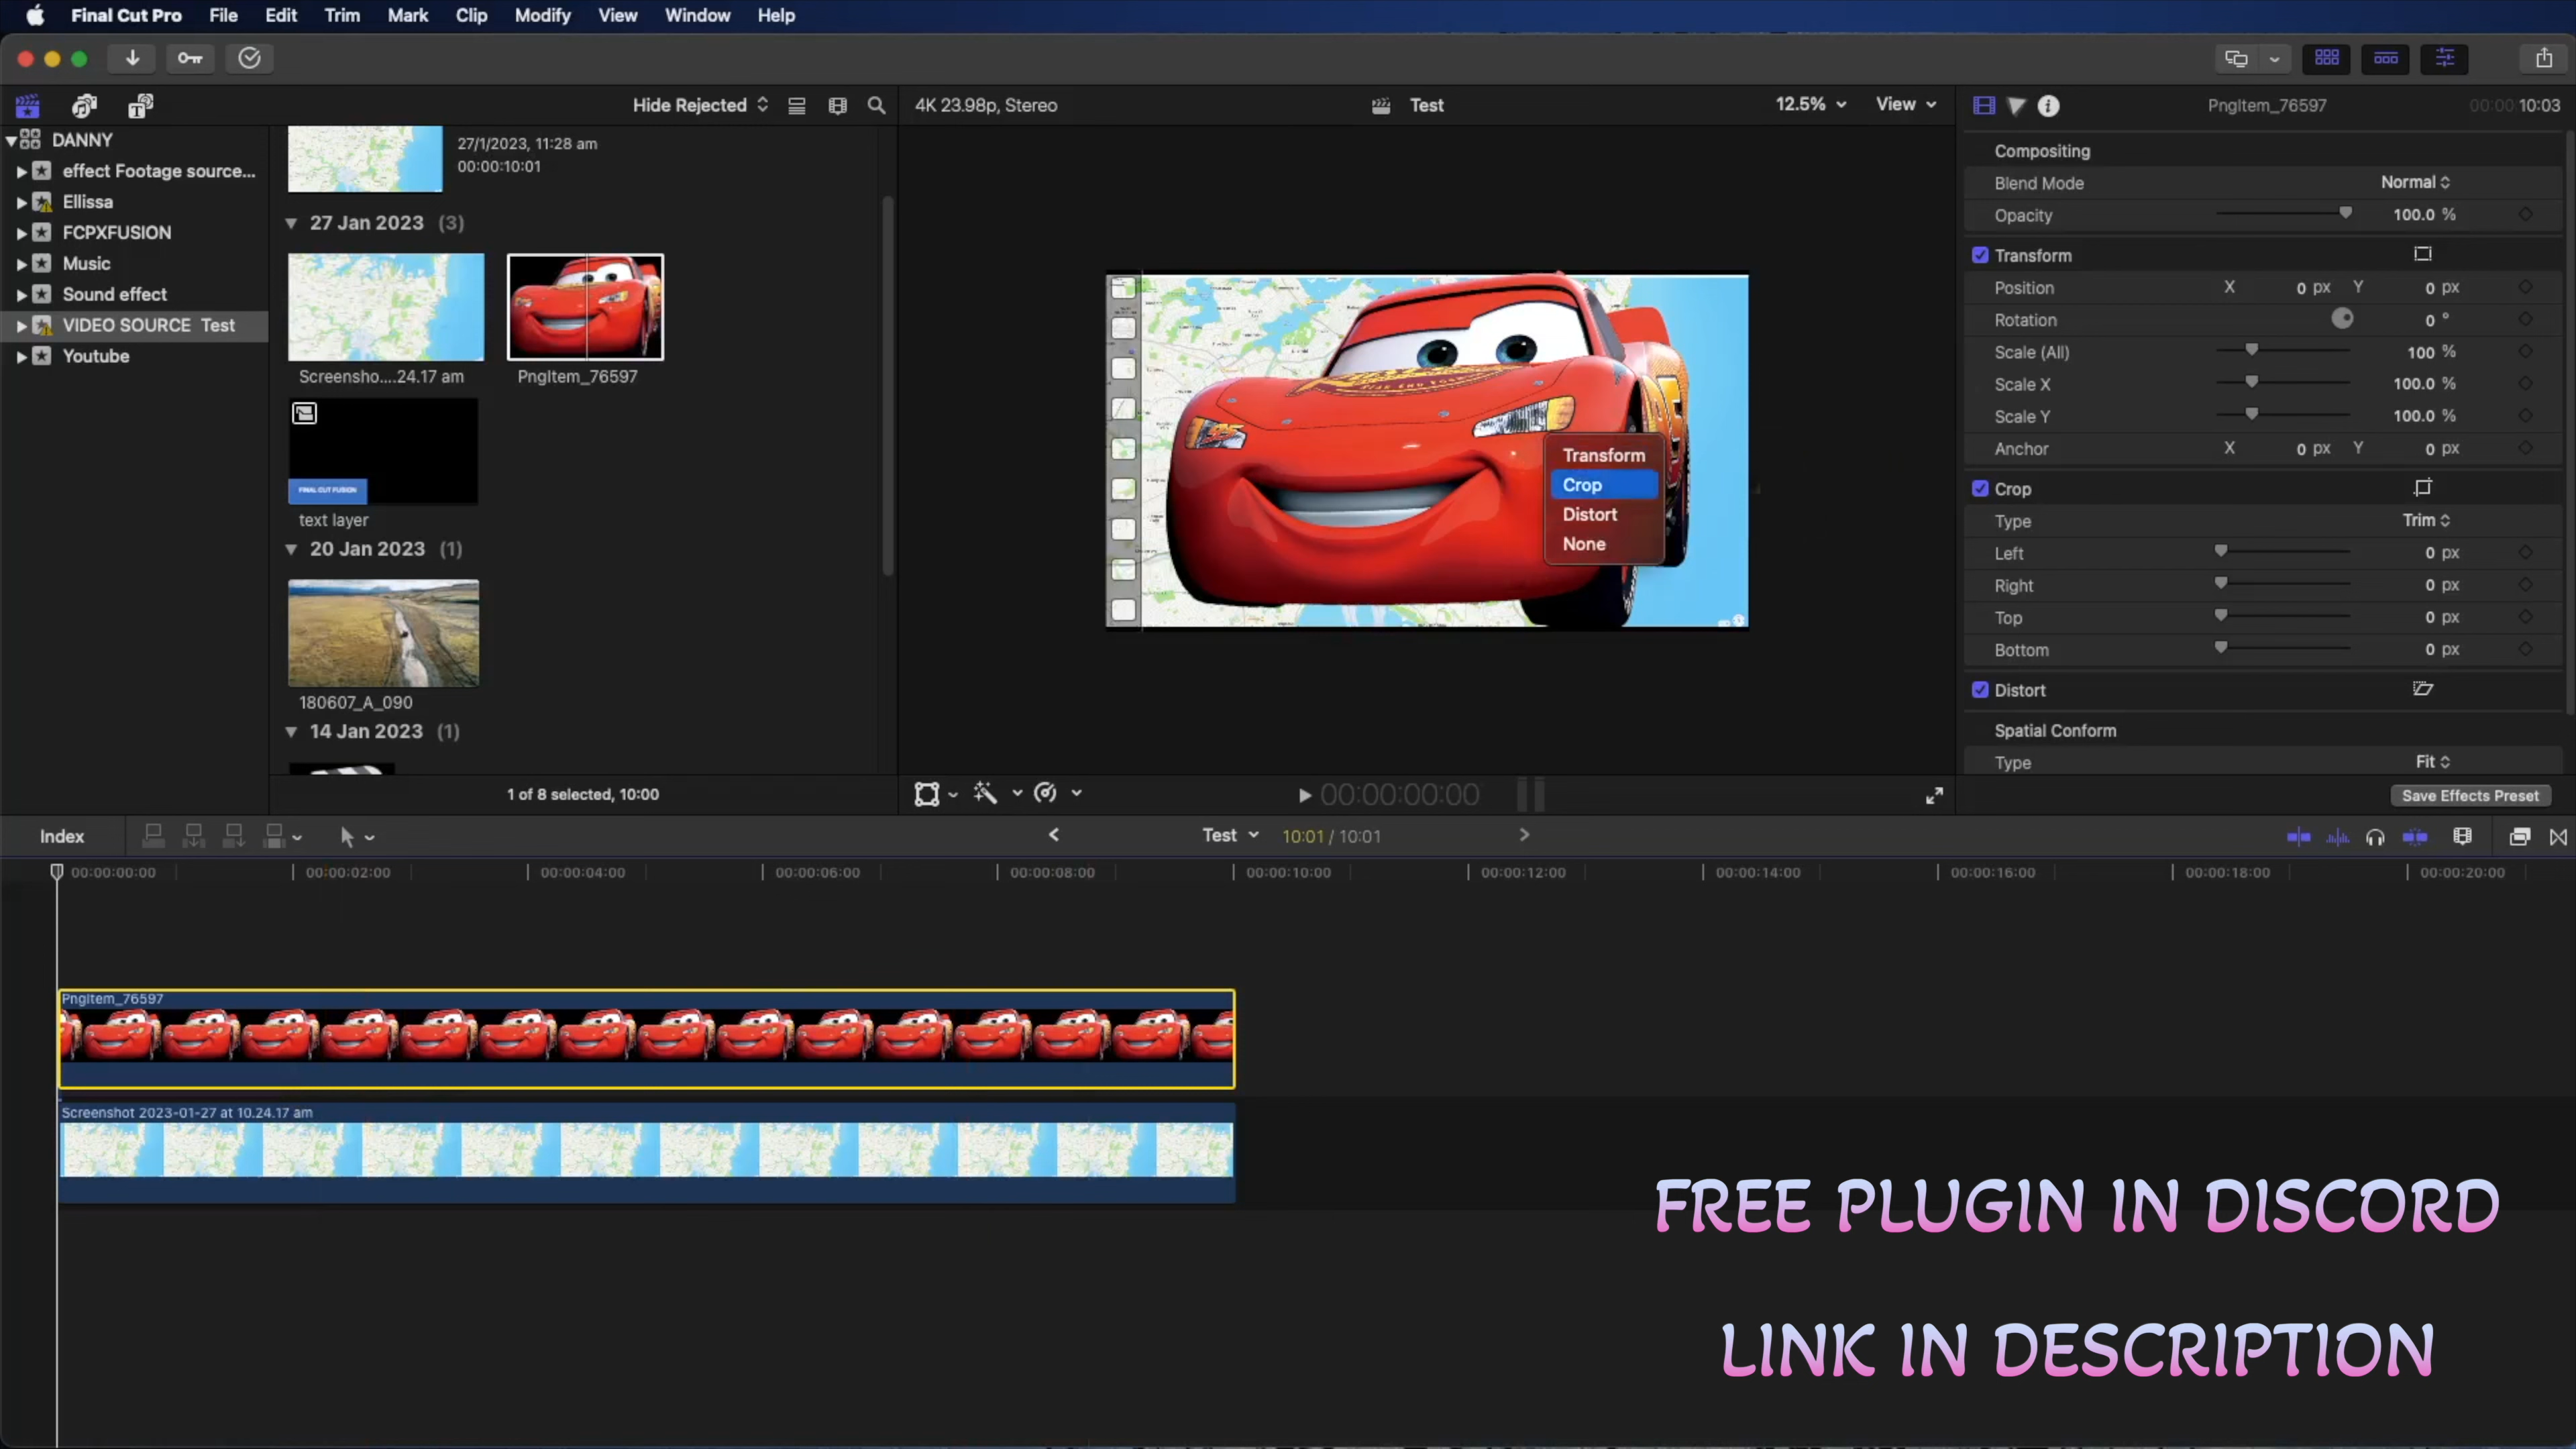 Final Cut Pro File Edit Trim Mark Clip Modify View Window Help
Hide Rejected
4K 23.98p, Stereo
Test
12.5%
View
PngItem_76597
00:00:10:03
DANNY
effect Footage source...
Ellissa
FCPXFUSION
Music
Sound effect
VIDEO SOURCE Test
Youtube
27/1/2023, 11:28 am
00:00:10:01
27 Jan 2023 (3)
Screensho....24.17 am
PngItem_76597
FINAL CUT FUSION
text layer
20 Jan 2023 (1)
180607_A_090
14 Jan 2023 (1)
1 of 8 selected, 10:00
95
Transform
Crop
Distort
None
00:00:00:00
Compositing
Blend Mode Normal
Opacity 100.0 %
Transform
Position X 0 px Y 0 px
Rotation 0 °
Scale (All) 100 %
Scale X 100.0 %
Scale Y 100.0 %
Anchor X 0 px Y 0 px
Crop
Type Trim
Left 0 px
Right 0 px
Top 0 px
Bottom 0 px
Distort
Spatial Conform
Type Fit
Save Effects Preset
Index
Test 10:01 / 10:01
00:00:00:00 00:00:02:00 00:00:04:00 00:00:06:00 00:00:08:00 00:00:10:00 00:00:12:00 00:00:14:00 00:00:16:00 00:00:18:00 00:00:20:00
PngItem_76597
Screenshot 2023-01-27 at 10.24.17 am
FREE PLUGIN IN DISCORD
LINK IN DESCRIPTION